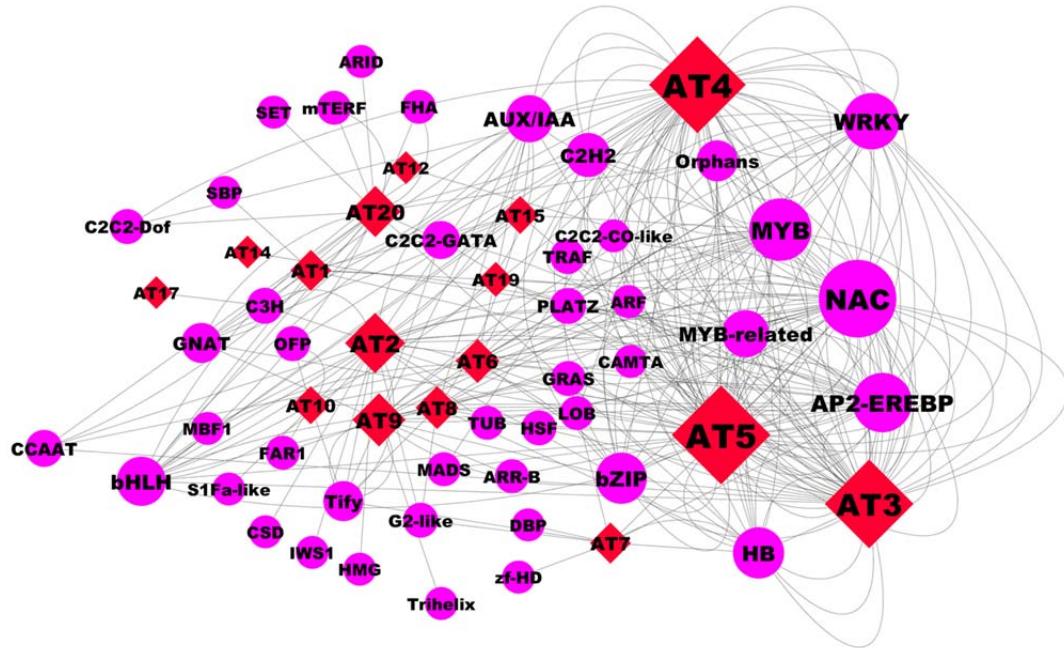 ARID
AT4
SET
mTERF
FHA
AUX/IAA
WRKY
C2H2
Orphans
AT12
SBP
AT20
AT15
C2C2-Dof
C2C2-GATA
C2C2-CO-like
MYB
AT14
TRAF
AT1
AT19
AT17
C3H
PLATZ
ARF
NAC
GNAT
OFP
AT2
MYB-related
AT6
CAMTA
GRAS
AP2-EREBP
AT10
AT9
AT8
LOB
MBF1
TUB
HSF
AT5
CCAAT
FAR1
bHLH
S1Fa-like
MADS
ARR-B
bZIP
Tify
AT3
G2-like
DBP
CSD
IWS1
AT7
HB
HMG
zf-HD
Trihelix